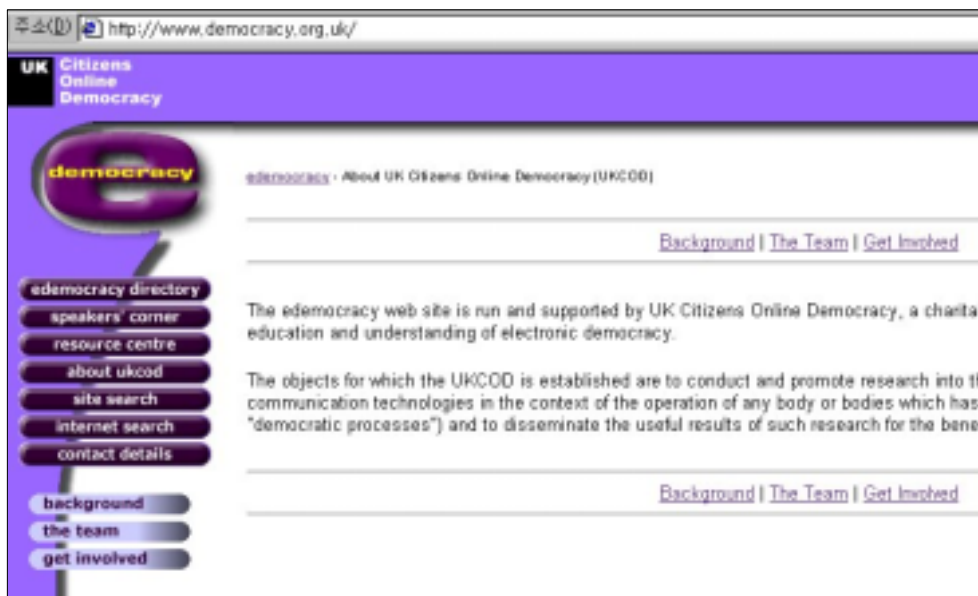 주소(D) http://www.democracy.org.uk/
UK Citizens
Online
Democracy
e
democracy
edemocracy - About UK Citizens Online Democracy (UKCOD)
Background | The Team | Get Involved
edemocracy directory
speakers' corner
resource centre
about ukcod
site search
internet search
contact details
The edemocracy web site is run and supported by UK Citizens Online Democracy, a charita
education and understanding of electronic democracy.
The objects for which the UKCOD is established are to conduct and promote research into th
communication technologies in the context of the operation of any body or bodies which has
"democratic processes") and to disseminate the useful results of such research for the bene
Background | The Team | Get Involved
background
the team
get involved